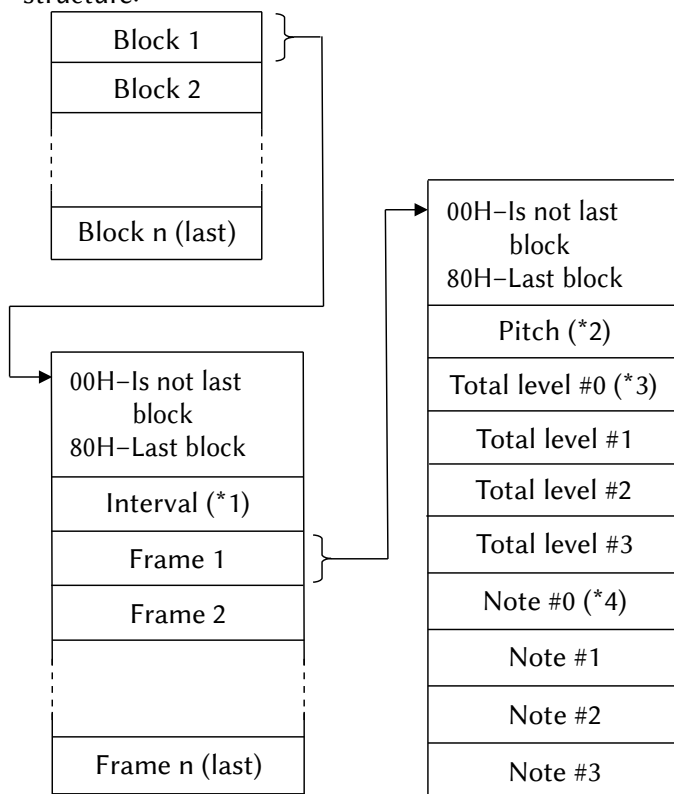 structure.
Block 1
Block 2
Block n (last)
00H–Is not last
block
80H–Last block
Interval (*1)
Frame 1
Frame 2
Frame n (last)
00H–Is not last
block
80H–Last block
Pitch (*2)
Total level #0 (*3)
Total level #1
Total level #2
Total level #3
Note #0 (*4)
Note #1
Note #2
Note #3